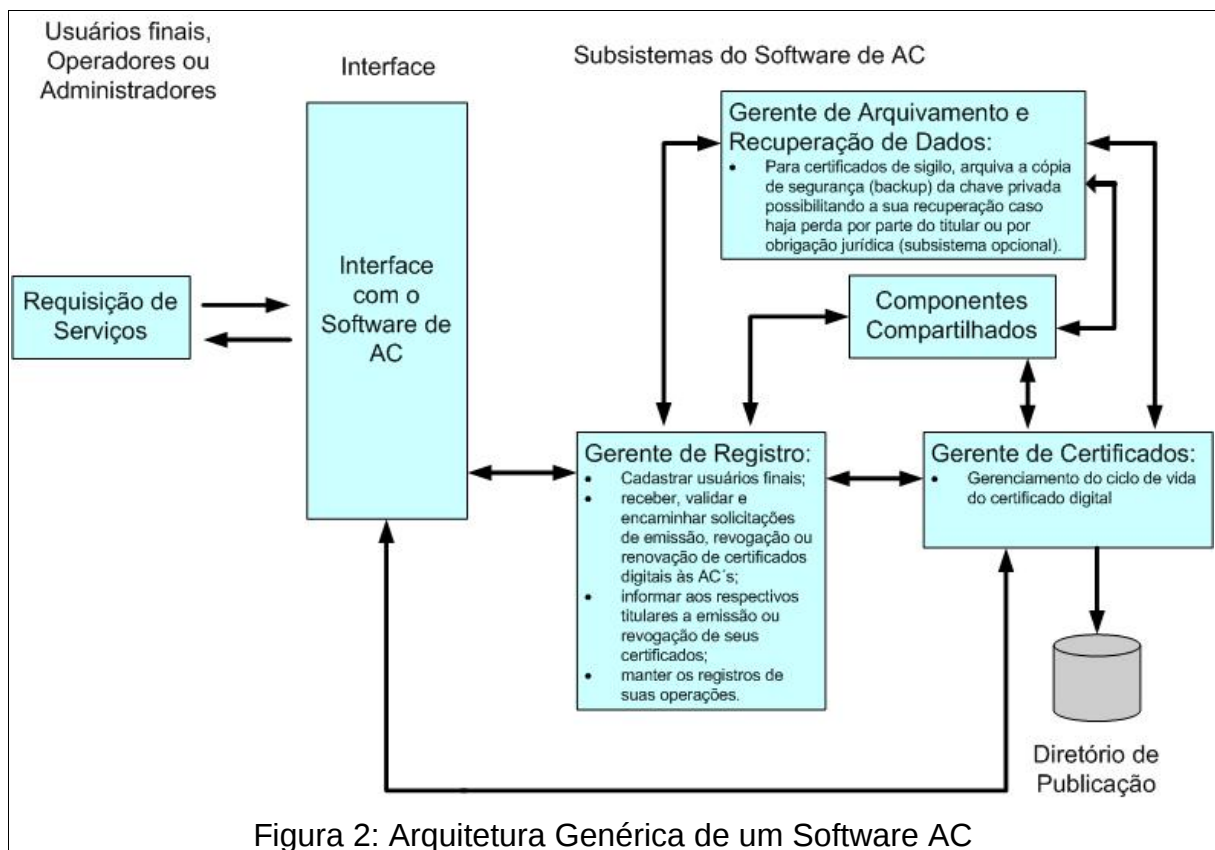 Usuários finais,
Operadores ou
Administradores
Interface
Subsistemas do Software de AC
Requisição de
Serviços
Interface
com o
Software de
AC
Gerente de Arquivamento e
Recuperação de Dados:
• Para certificados de sigilo, arquiva a cópia
de segurança (backup) da chave privada
possibilitando a sua recuperação caso
haja perda por parte do titular ou por
obrigação jurídica (subsistema opcional).
Componentes
Compartilhados
Gerente de Registro:
• Cadastrar usuários finais;
• receber, validar e
encaminhar solicitações
de emissão, revogação ou
renovação de certificados
digitais às AC´s;
• informar aos respectivos
titulares a emissão ou
revogação de seus
certificados;
• manter os registros de
suas operações.
Gerente de Certificados:
• Gerenciamento do ciclo de vida
do certificado digital
Diretório de
Publicação
Figura 2: Arquitetura Genérica de um Software AC